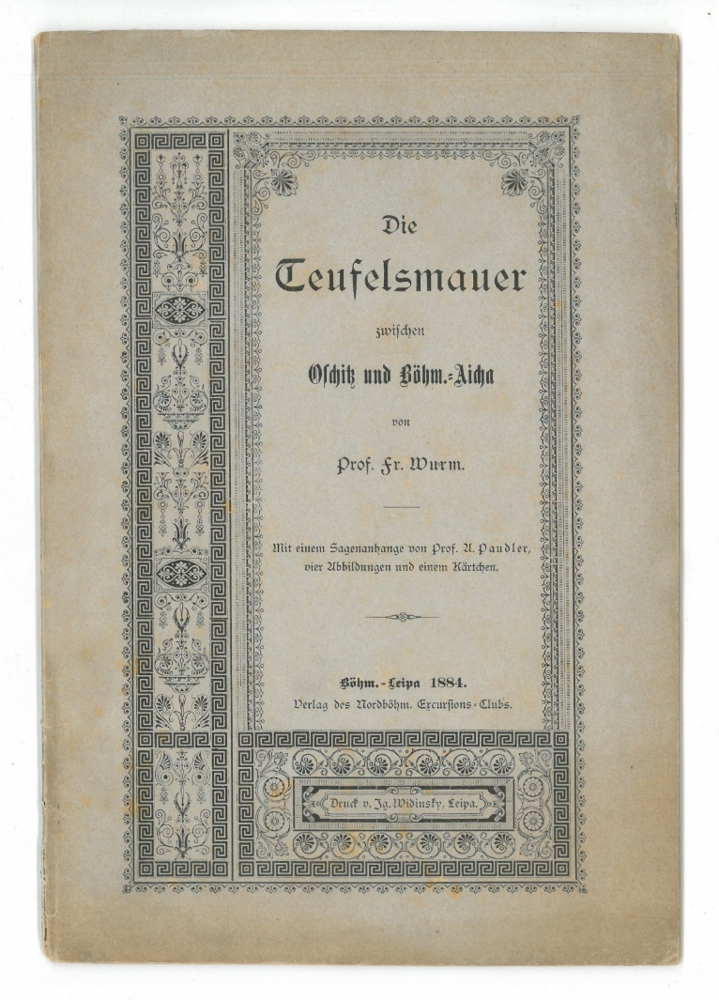 Die
Teufelsmauer
zwischen
Oschitz und Böhm.-Aicha
von
Prof. Fr. Wurm.
Mit einem Sagenanhange von Prof. A. Paudler,
vier Abbildungen und einem Kärtchen.
Böhm.-Leipa 1884.
Verlag des Nordböhm. Excursions-Clubs.
Druck v. Jg. Widinsky, Leipa.